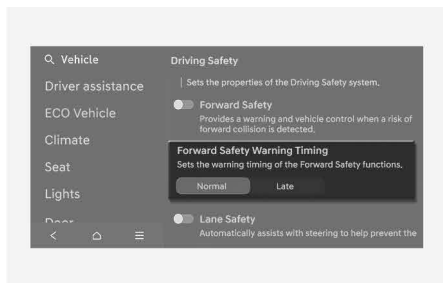 Vehicle
Driver assistance
ECO Vehicle
Climate
Seat
Lights
Door
Driving Safety
Sets the properties of the Driving Safety system.
Forward Safety
Provides a warning and vehicle control when a risk of
forward collision is detected.
Forward Safety Warning Timing
Sets the warning timing of the Forward Safety functions.
Normal
Late
Lane Safety
Automatically assists with steering to help prevent the